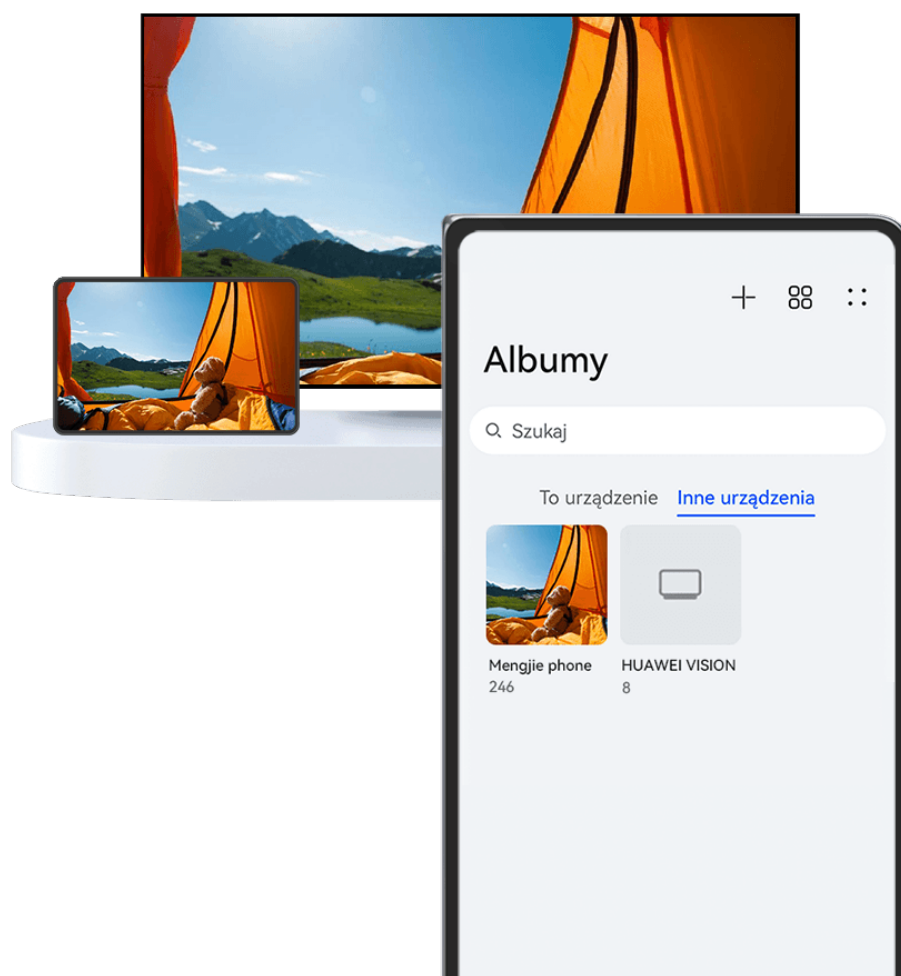 Albumy
Szukaj
To urządzenie Inne urządzenia
Mengjie phone HUAWEI VISION
246 8